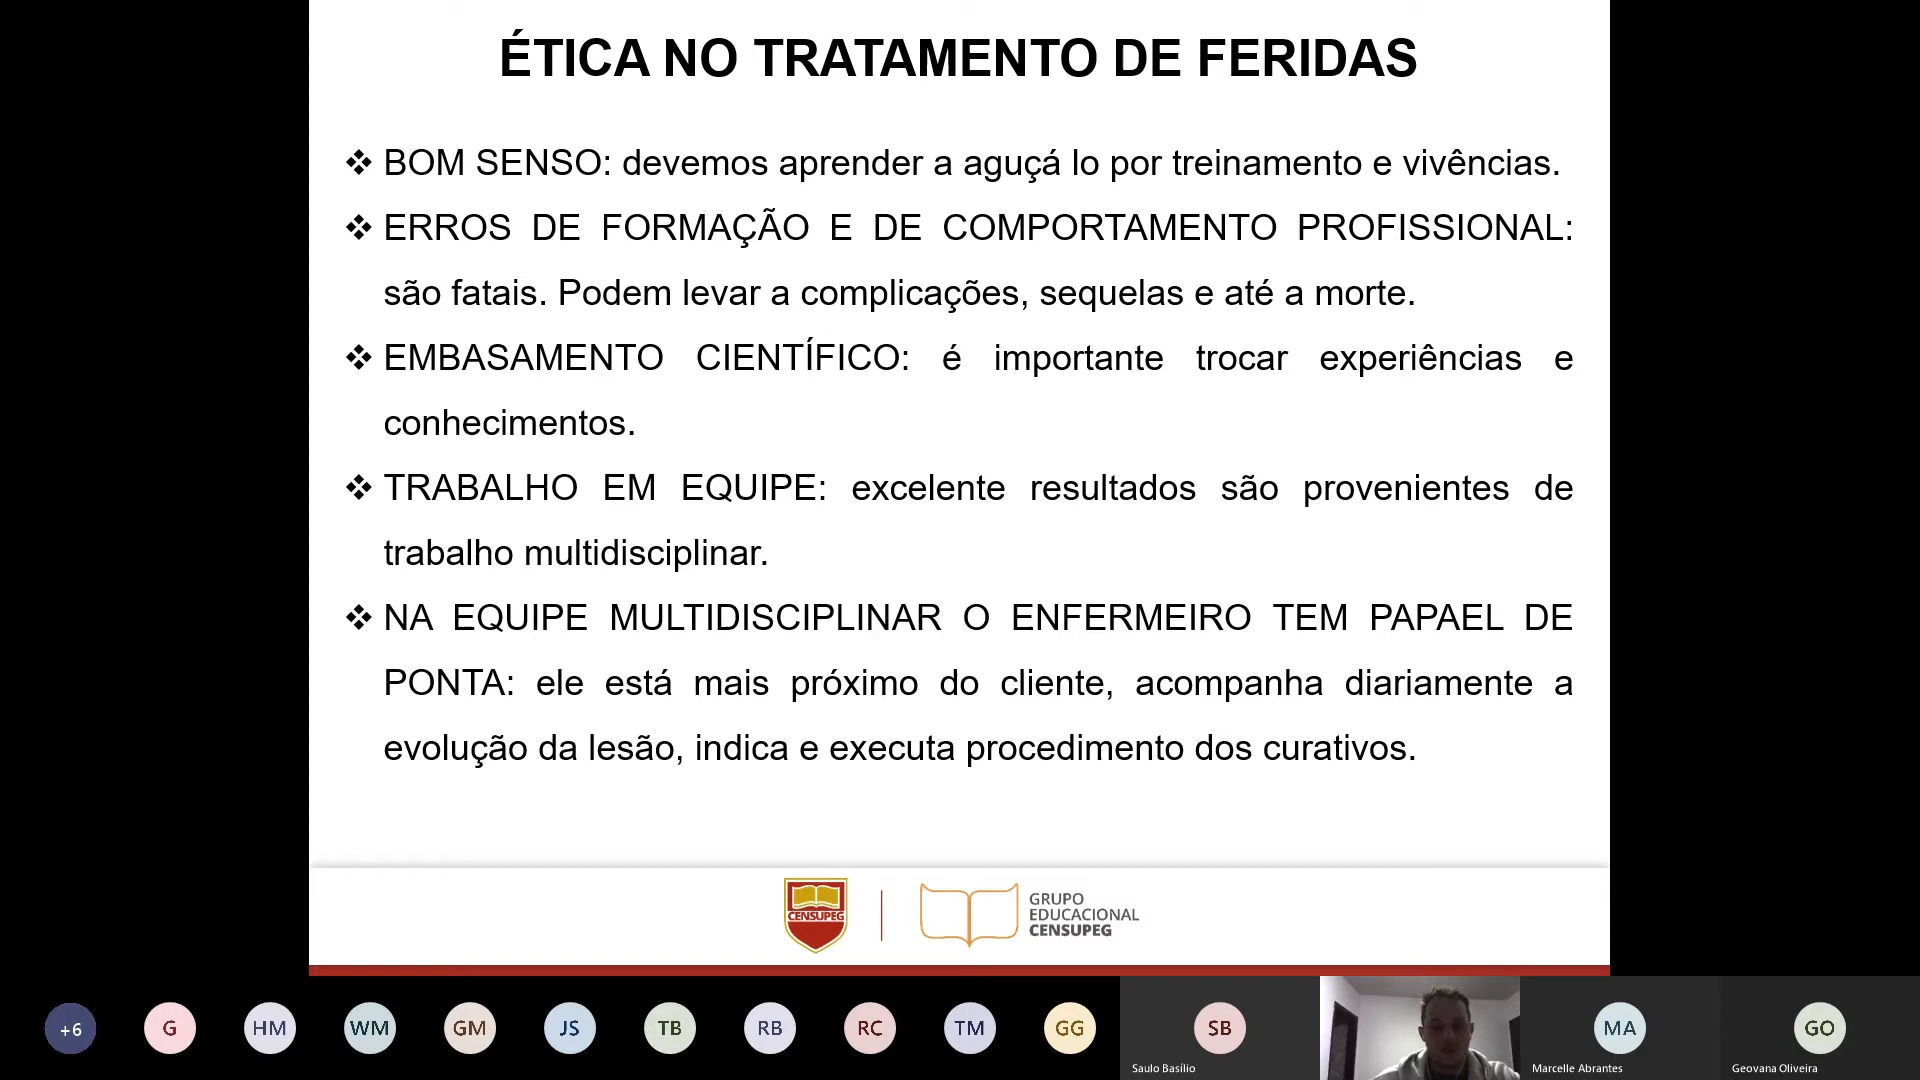 ÉTICA NO TRATAMENTO DE FERIDAS
❖ BOM SENSO: devemos aprender a aguçá lo por treinamento e vivências.
❖ ERROS DE FORMAÇÃO E DE COMPORTAMENTO PROFISSIONAL:
são fatais. Podem levar a complicações, sequelas e até a morte.
❖ EMBASAMENTO CIENTÍFICO: é importante trocar experiências e
conhecimentos.
❖ TRABALHO EM EQUIPE: excelente resultados são provenientes de
trabalho multidisciplinar.
❖ NA EQUIPE MULTIDISCIPLINAR O ENFERMEIRO TEM PAPAEL DE
PONTA: ele está mais próximo do cliente, acompanha diariamente a
evolução da lesão, indica e executa procedimento dos curativos.
CENSUPEG
GRUPO
EDUCACIONAL
CENSUPEG
+6 G HM WM GM JS TB RB RC TM GG SB MA GO
Saulo Basílio Marcelle Abrantes Geovana Oliveira